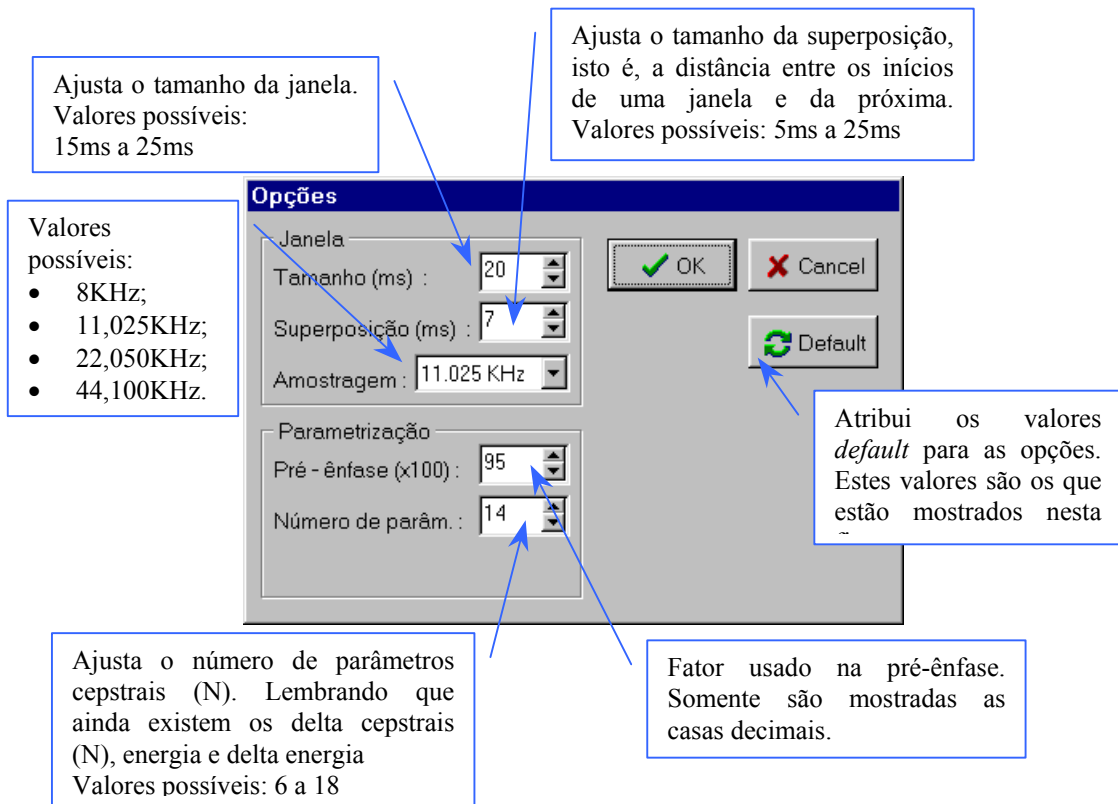 Ajusta o tamanho da superposição,
isto é, a distância entre os inícios
de uma janela e da próxima.
Valores possíveis: 5ms a 25ms
Ajusta o tamanho da janela.
Valores possíveis:
15ms a 25ms
Valores
possíveis:
• 8KHz;
• 11,025KHz;
• 22,050KHz;
• 44,100KHz.
Opções
Janela
Tamanho (ms) : 20
Superposição (ms) : 7
Amostragem : 11.025 KHz
OK
Cancel
Default
Parametrização
Pré - ênfase (x100) : 95
Número de parâm. : 14
Atribui os valores
default para as opções.
Estes valores são os que
estão mostrados nesta
Ajusta o número de parâmetros
cepstrais (N). Lembrando que
ainda existem os delta cepstrais
(N), energia e delta energia
Valores possíveis: 6 a 18
Fator usado na pré-ênfase.
Somente são mostradas as
casas decimais.